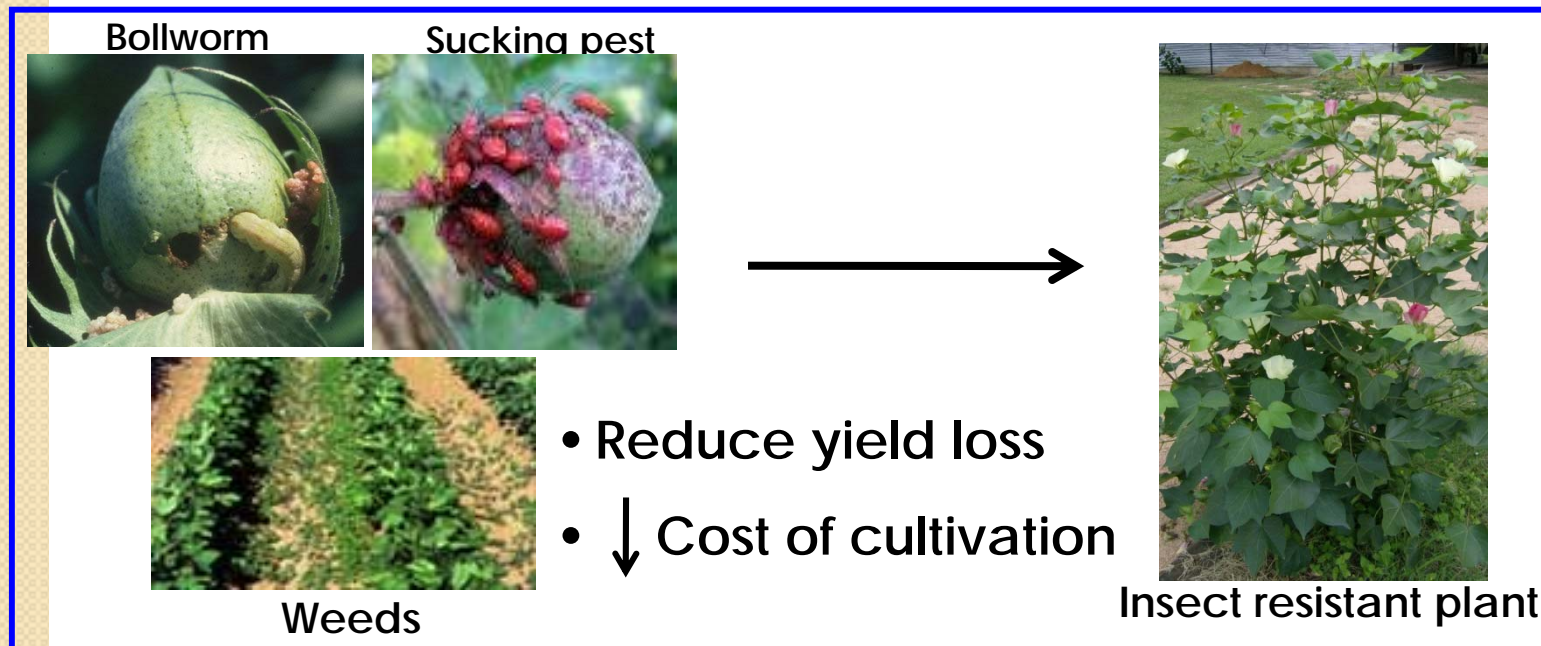 Bollworm
Sucking pest
• Reduce yield loss
• ↓ Cost of cultivation
Weeds
Insect resistant plant